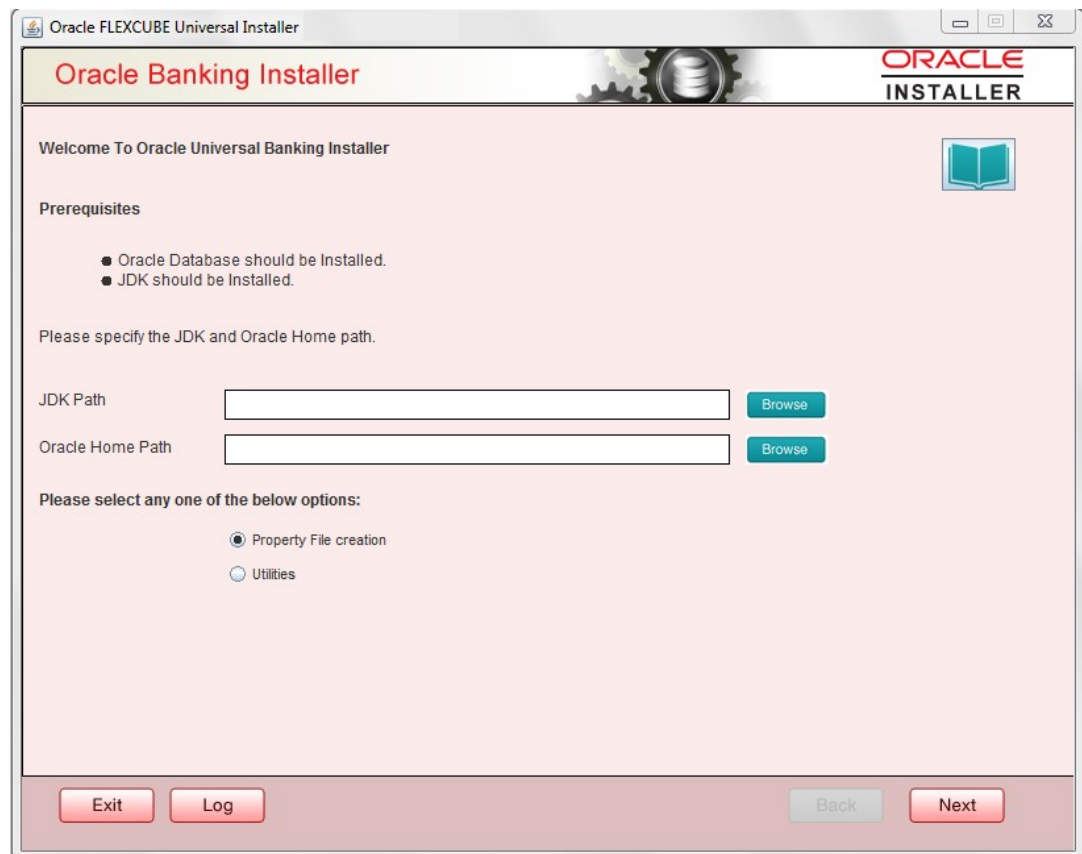 Oracle FLEXCUBE Universal Installer
Oracle Banking Installer
ORACLE
INSTALLER
Welcome To Oracle Universal Banking Installer
Prerequisites
Oracle Database should be Installed.
JDK should be Installed.
Please specify the JDK and Oracle Home path.
JDK Path
Browse
Oracle Home Path
Browse
Please select any one of the below options:
Property File creation
Utilities
Exit
Log
Back
Next